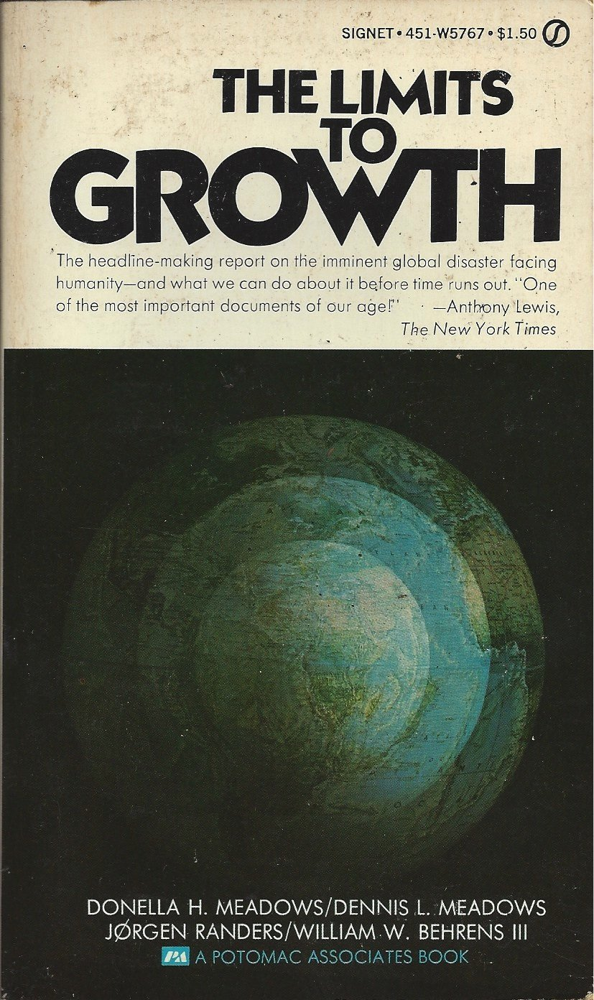 SIGNET • 451-W5767 • $1.50
THE LIMITS
TO
GROWTH
The headline-making report on the imminent global disaster facing
humanity—and what we can do about it before time runs out. "One
of the most important documents of our age!" —Anthony Lewis,
The New York Times
DONELLA H. MEADOWS/DENNIS L. MEADOWS
JØRGEN RANDERS/WILLIAM W. BEHRENS III
PA A POTOMAC ASSOCIATES BOOK